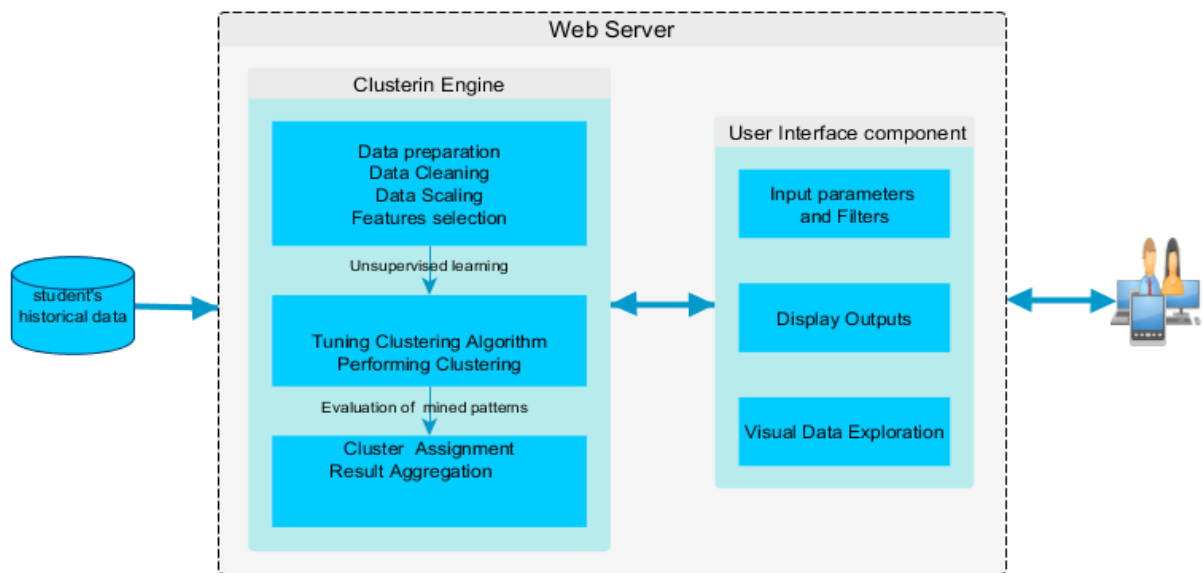 Web Server
Clusterin Engine
Data preparation
Data Cleaning
Data Scaling
Features selection
Unsupervised learning
Tuning Clustering Algorithm
Performing Clustering
Evaluation of mined patterns
Cluster Assignment
Result Aggregation
User Interface component
Input parameters
and Filters
Display Outputs
Visual Data Exploration
student's
historical data